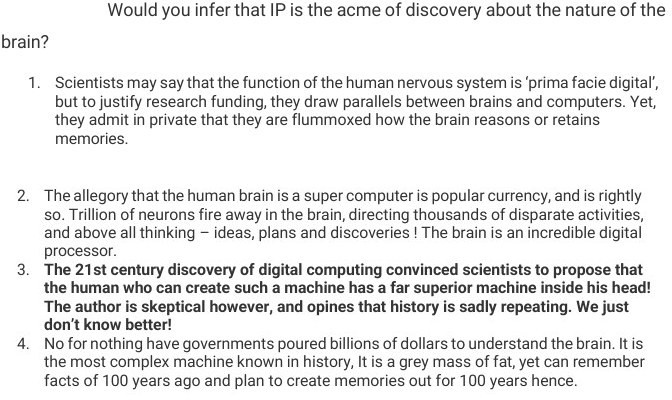 Would you infer that IP is the acme of discovery about the nature of the
brain?
1. Scientists may say that the function of the human nervous system is ‘prima facie digital’,
but to justify research funding, they draw parallels between brains and computers. Yet,
they admit in private that they are flummoxed how the brain reasons or retains
memories.
2. The allegory that the human brain is a super computer is popular currency, and is rightly
so. Trillion of neurons fire away in the brain, directing thousands of disparate activities,
and above all thinking – ideas, plans and discoveries ! The brain is an incredible digital
processor.
3. The 21st century discovery of digital computing convinced scientists to propose that
the human who can create such a machine has a far superior machine inside his head!
The author is skeptical however, and opines that history is sadly repeating. We just
don’t know better!
4. No for nothing have governments poured billions of dollars to understand the brain. It is
the most complex machine known in history, It is a grey mass of fat, yet can remember
facts of 100 years ago and plan to create memories out for 100 years hence.